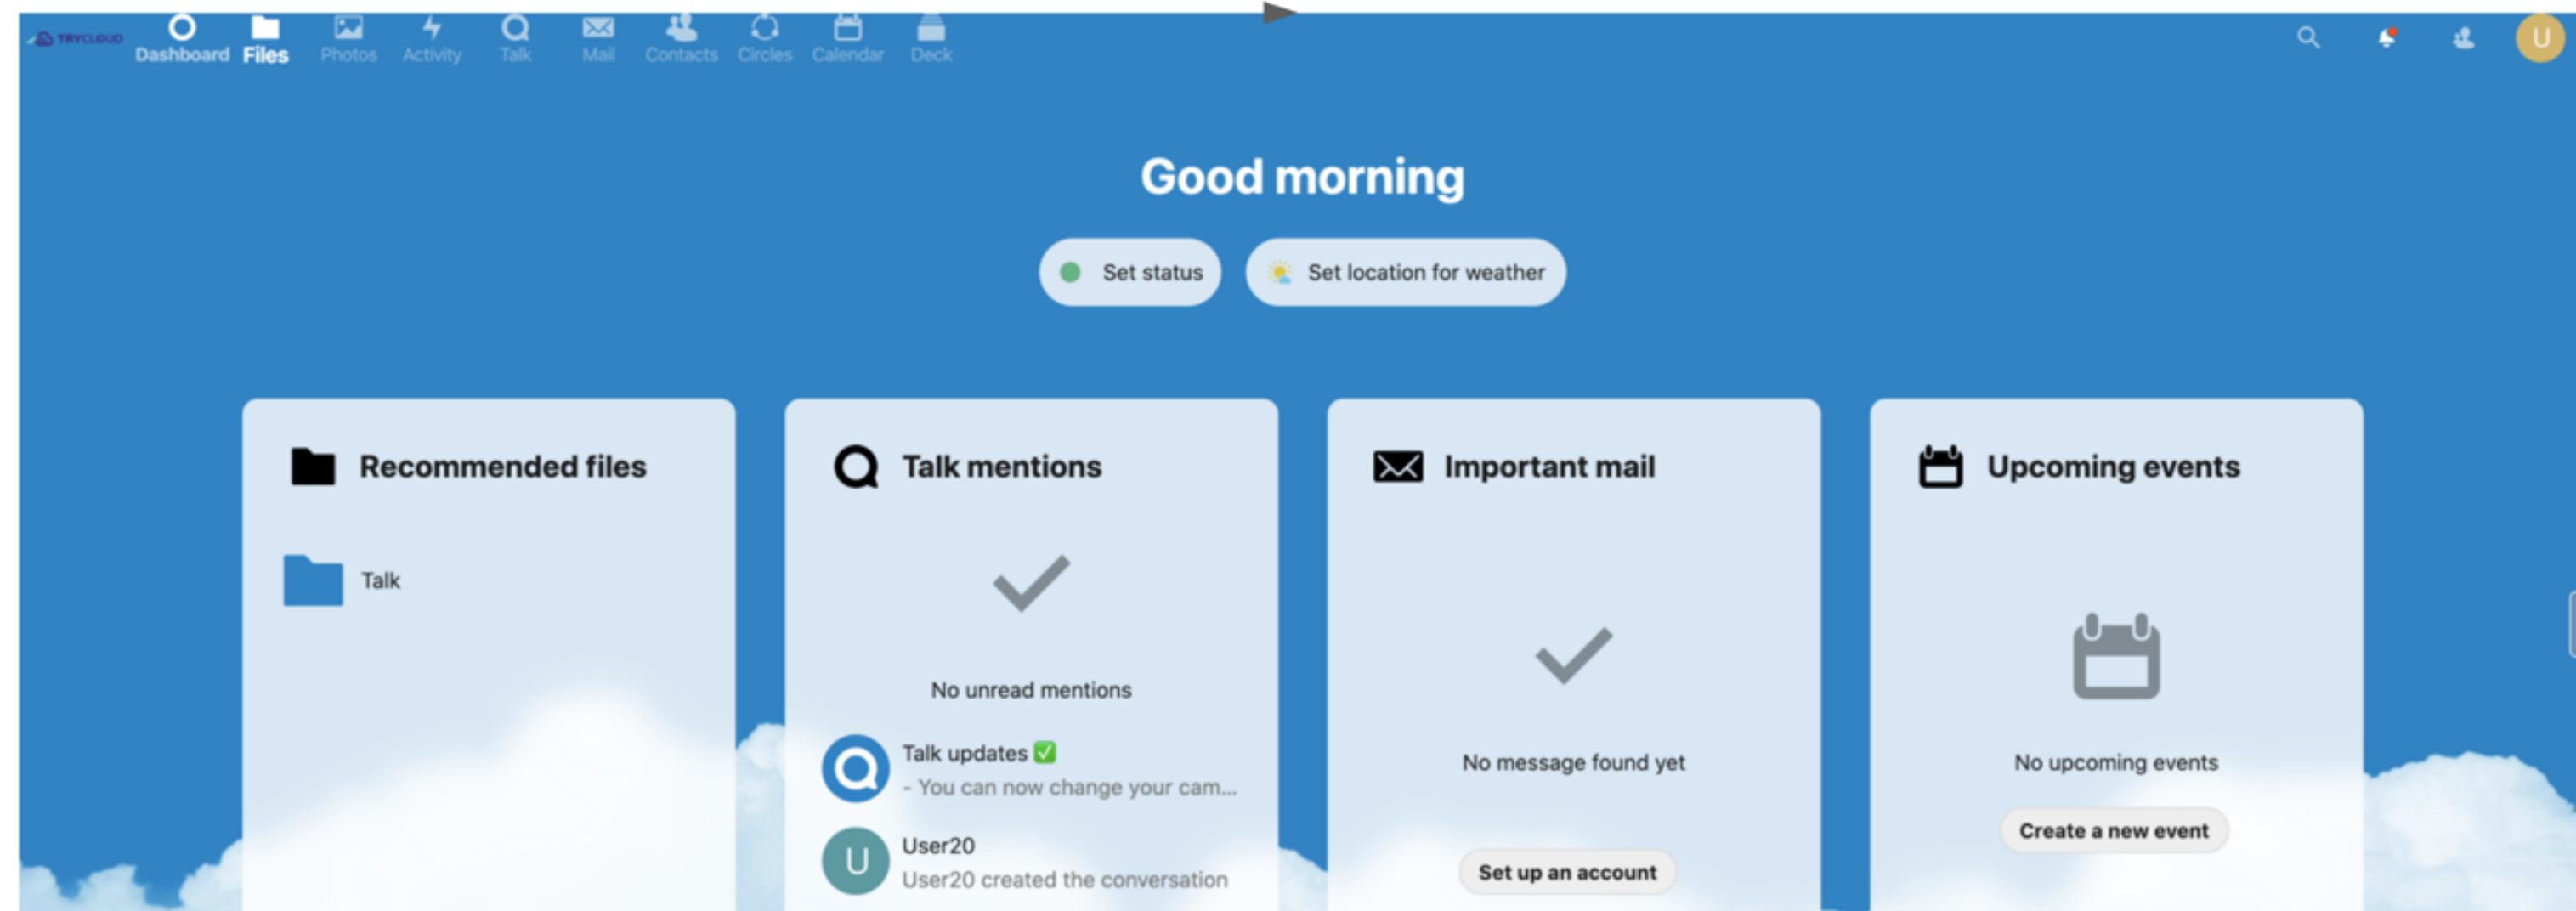 TRYCLOUD
Dashboard Files Photos Activity Talk Mail Contacts Circles Calendar Deck
U
Good morning
Set status
Set location for weather
Recommended files
Talk
Talk mentions
No unread mentions
Talk updates ✅
- You can now change your cam...
U
User20
User20 created the conversation
Important mail
No message found yet
Set up an account
Upcoming events
No upcoming events
Create a new event